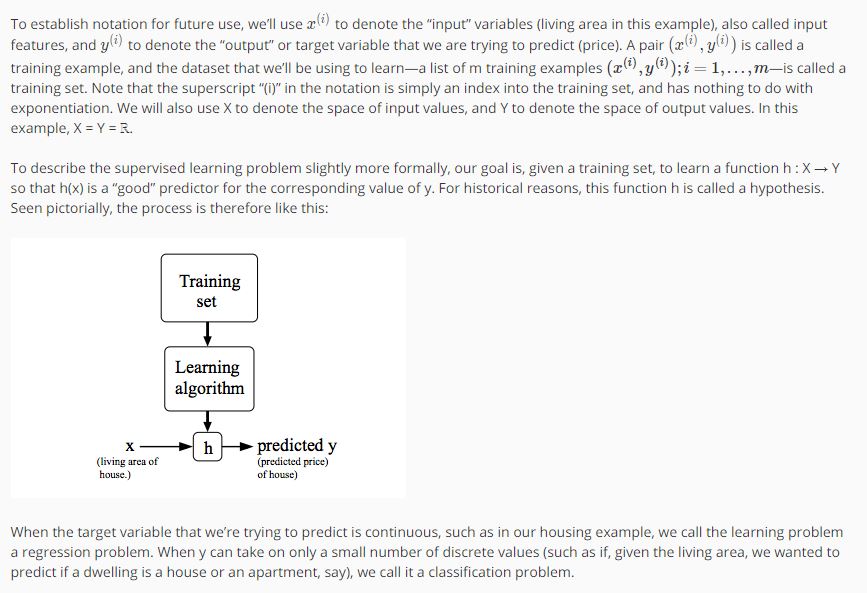 To establish notation for future use, we'll use x⁽ⁱ⁾ to denote the "input" variables (living area in this example), also called input
features, and y⁽ⁱ⁾ to denote the "output" or target variable that we are trying to predict (price). A pair (x⁽ⁱ⁾, y⁽ⁱ⁾) is called a
training example, and the dataset that we'll be using to learn—a list of m training examples (x⁽ⁱ⁾, y⁽ⁱ⁾); i = 1, . . . , m—is called a
training set. Note that the superscript "(i)" in the notation is simply an index into the training set, and has nothing to do with
exponentiation. We will also use X to denote the space of input values, and Y to denote the space of output values. In this
example, X = Y = ℝ.
To describe the supervised learning problem slightly more formally, our goal is, given a training set, to learn a function h : X → Y
so that h(x) is a "good" predictor for the corresponding value of y. For historical reasons, this function h is called a hypothesis.
Seen pictorially, the process is therefore like this:
Training
set
Learning
algorithm
x
h
predicted y
(living area of
house.)
(predicted price)
of house)
When the target variable that we're trying to predict is continuous, such as in our housing example, we call the learning problem
a regression problem. When y can take on only a small number of discrete values (such as if, given the living area, we wanted to
predict if a dwelling is a house or an apartment, say), we call it a classification problem.